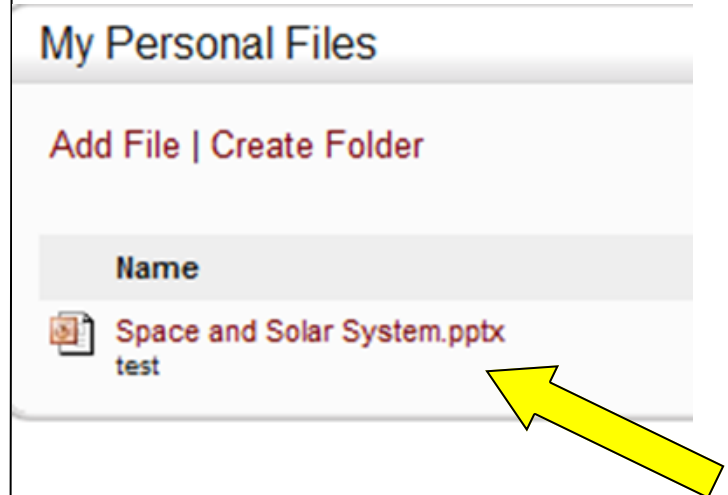 My Personal Files
Add File | Create Folder
Name
Space and Solar System.pptx
test